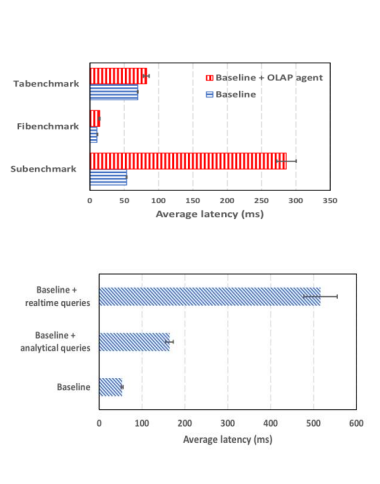 Baseline + OLAP agent
Baseline
Tabenchmark
Fibenchmark
Subenchmark
0 50 100 150 200 250 300 350
Average latency (ms)
Baseline +
realtime queries
Baseline +
analytical queries
Baseline
0 100 200 300 400 500 600
Average latency (ms)